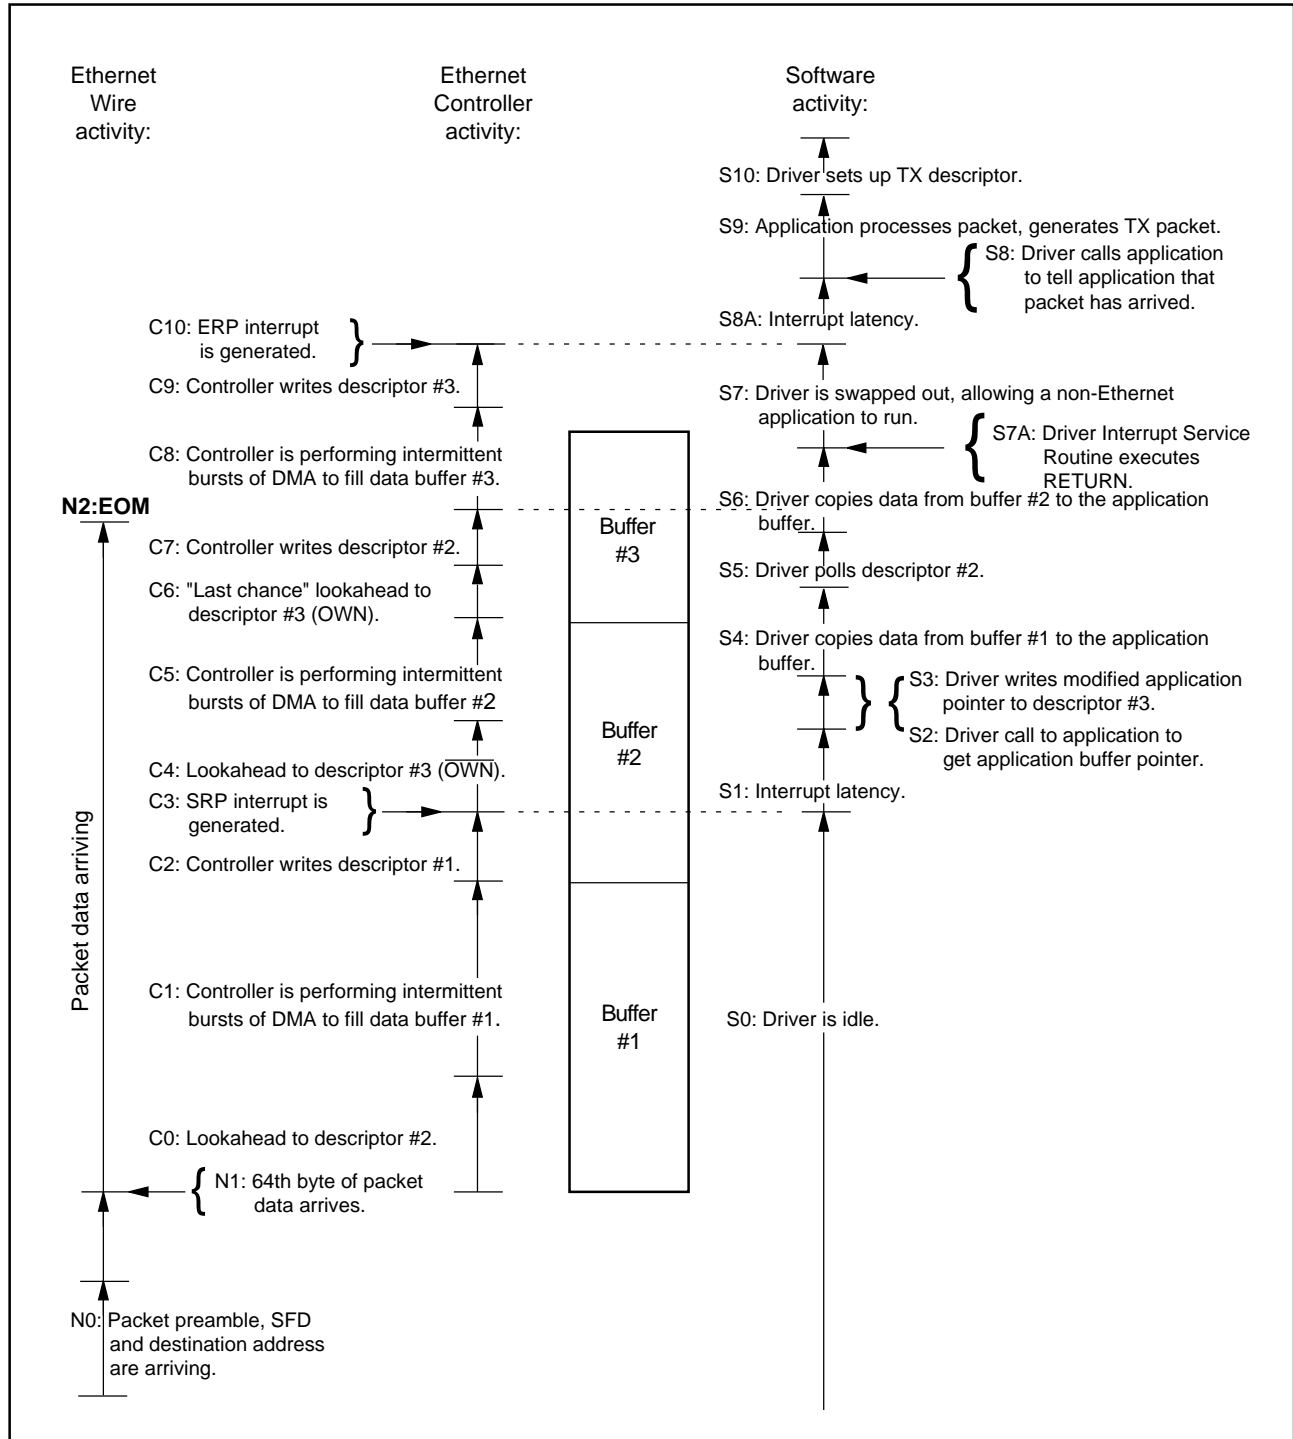 Ethernet
Wire
activity:
Ethernet
Controller
activity:
Software
activity:
S10: Driver sets up TX descriptor.
S9: Application processes packet, generates TX packet.
S8: Driver calls application
to tell application that
packet has arrived.
S8A: Interrupt latency.
C10: ERP interrupt
is generated.
C9: Controller writes descriptor #3.
S7: Driver is swapped out, allowing a non-Ethernet
application to run.
S7A: Driver Interrupt Service
Routine executes
RETURN.
C8: Controller is performing intermittent
bursts of DMA to fill data buffer #3.
S6: Driver copies data from buffer #2 to the application
buffer.
N2:EOM
Buffer
#3
C7: Controller writes descriptor #2.
S5: Driver polls descriptor #2.
C6: "Last chance" lookahead to
descriptor #3 (OWN).
S4: Driver copies data from buffer #1 to the application
buffer.
C5: Controller is performing intermittent
bursts of DMA to fill data buffer #2
S3: Driver writes modified application
pointer to descriptor #3.
S2: Driver call to application to
get application buffer pointer.
Buffer
#2
C4: Lookahead to descriptor #3 (O̅W̅N̅).
S1: Interrupt latency.
C3: SRP interrupt is
generated.
C2: Controller writes descriptor #1.
Packet data arriving
C1: Controller is performing intermittent
bursts of DMA to fill data buffer #1.
Buffer
#1
S0: Driver is idle.
C0: Lookahead to descriptor #2.
N1: 64th byte of packet
data arrives.
N0: Packet preamble, SFD
and destination address
are arriving.